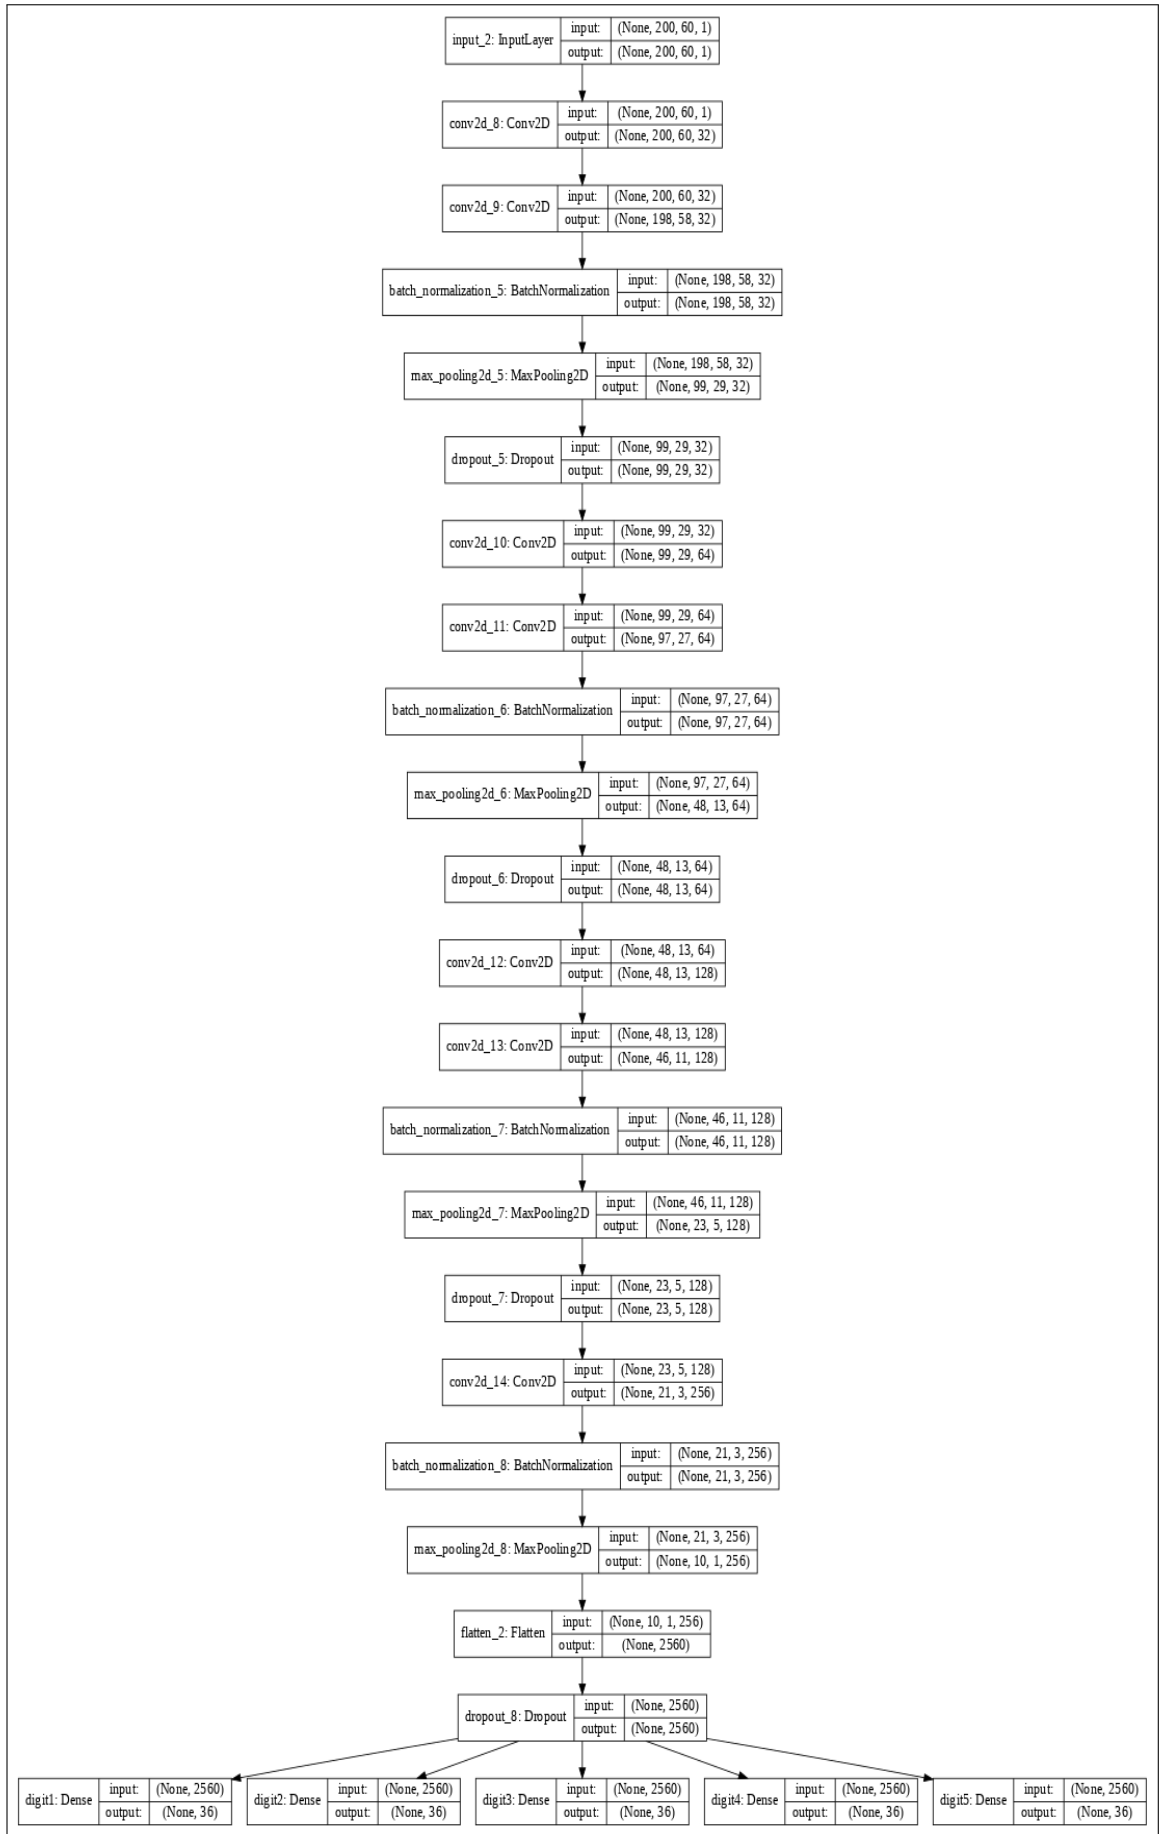 input_2: InputLayer input: (None, 200, 60, 1)
output: (None, 200, 60, 1)
conv2d_8: Conv2D input: (None, 200, 60, 1)
output: (None, 200, 60, 32)
conv2d_9: Conv2D input: (None, 200, 60, 32)
output: (None, 198, 58, 32)
batch_normalization_5: BatchNormalization input: (None, 198, 58, 32)
output: (None, 198, 58, 32)
max_pooling2d_5: MaxPooling2D input: (None, 198, 58, 32)
output: (None, 99, 29, 32)
dropout_5: Dropout input: (None, 99, 29, 32)
output: (None, 99, 29, 32)
conv2d_10: Conv2D input: (None, 99, 29, 32)
output: (None, 99, 29, 64)
conv2d_11: Conv2D input: (None, 99, 29, 64)
output: (None, 97, 27, 64)
batch_normalization_6: BatchNormalization input: (None, 97, 27, 64)
output: (None, 97, 27, 64)
max_pooling2d_6: MaxPooling2D input: (None, 97, 27, 64)
output: (None, 48, 13, 64)
dropout_6: Dropout input: (None, 48, 13, 64)
output: (None, 48, 13, 64)
conv2d_12: Conv2D input: (None, 48, 13, 64)
output: (None, 48, 13, 128)
conv2d_13: Conv2D input: (None, 48, 13, 128)
output: (None, 46, 11, 128)
batch_normalization_7: BatchNormalization input: (None, 46, 11, 128)
output: (None, 46, 11, 128)
max_pooling2d_7: MaxPooling2D input: (None, 46, 11, 128)
output: (None, 23, 5, 128)
dropout_7: Dropout input: (None, 23, 5, 128)
output: (None, 23, 5, 128)
conv2d_14: Conv2D input: (None, 23, 5, 128)
output: (None, 21, 3, 256)
batch_normalization_8: BatchNormalization input: (None, 21, 3, 256)
output: (None, 21, 3, 256)
max_pooling2d_8: MaxPooling2D input: (None, 21, 3, 256)
output: (None, 10, 1, 256)
flatten_2: Flatten input: (None, 10, 1, 256)
output: (None, 2560)
dropout_8: Dropout input: (None, 2560)
output: (None, 2560)
digit1: Dense input: (None, 2560)
output: (None, 36)
digit2: Dense input: (None, 2560)
output: (None, 36)
digit3: Dense input: (None, 2560)
output: (None, 36)
digit4: Dense input: (None, 2560)
output: (None, 36)
digit5: Dense input: (None, 2560)
output: (None, 36)